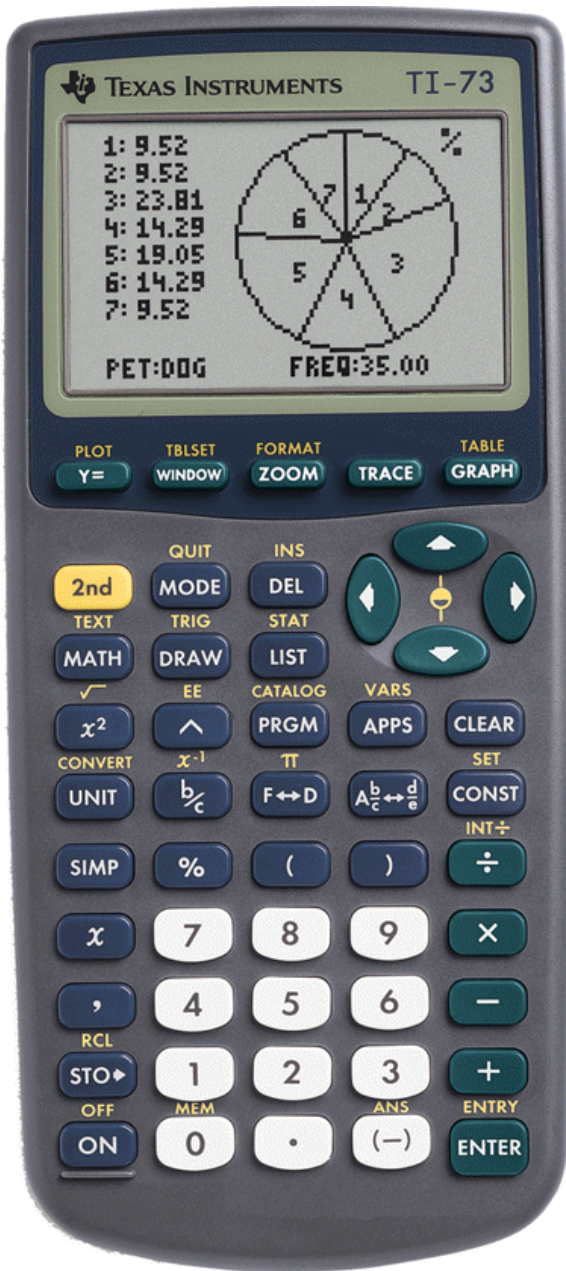 TEXAS INSTRUMENTS TI-73
1: 9.52
2: 9.52
3: 23.81
4: 14.29
5: 19.05
6: 14.29
7: 9.52
%
7 1
6 2
5 3
4
PET:DOG FREQ:35.00
PLOT TBLSET FORMAT TABLE
Y= WINDOW ZOOM TRACE GRAPH
QUIT INS
2nd MODE DEL
TEXT TRIG STAT
MATH DRAW LIST
√ EE CATALOG VARS
x² ^ PRGM APPS CLEAR
CONVERT x⁻¹ π SET
UNIT b/c F↔D A b/c ↔ d/e CONST
INT÷
SIMP % ( ) ÷
x 7 8 9 ×
, 4 5 6 −
RCL
STO▸ 1 2 3 +
OFF MEM ANS ENTRY
ON 0 . (−) ENTER